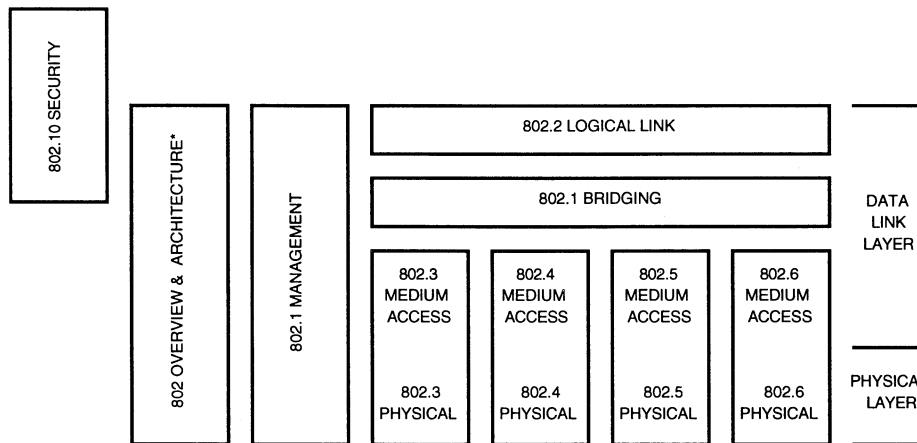 802.10 SECURITY
802 OVERVIEW & ARCHITECTURE*
802.1 MANAGEMENT
802.2 LOGICAL LINK
802.1 BRIDGING
802.3
MEDIUM
ACCESS
802.3
PHYSICAL
802.4
MEDIUM
ACCESS
802.4
PHYSICAL
802.5
MEDIUM
ACCESS
802.5
PHYSICAL
802.6
MEDIUM
ACCESS
802.6
PHYSICAL
DATA
LINK
LAYER
PHYSICAL
LAYER